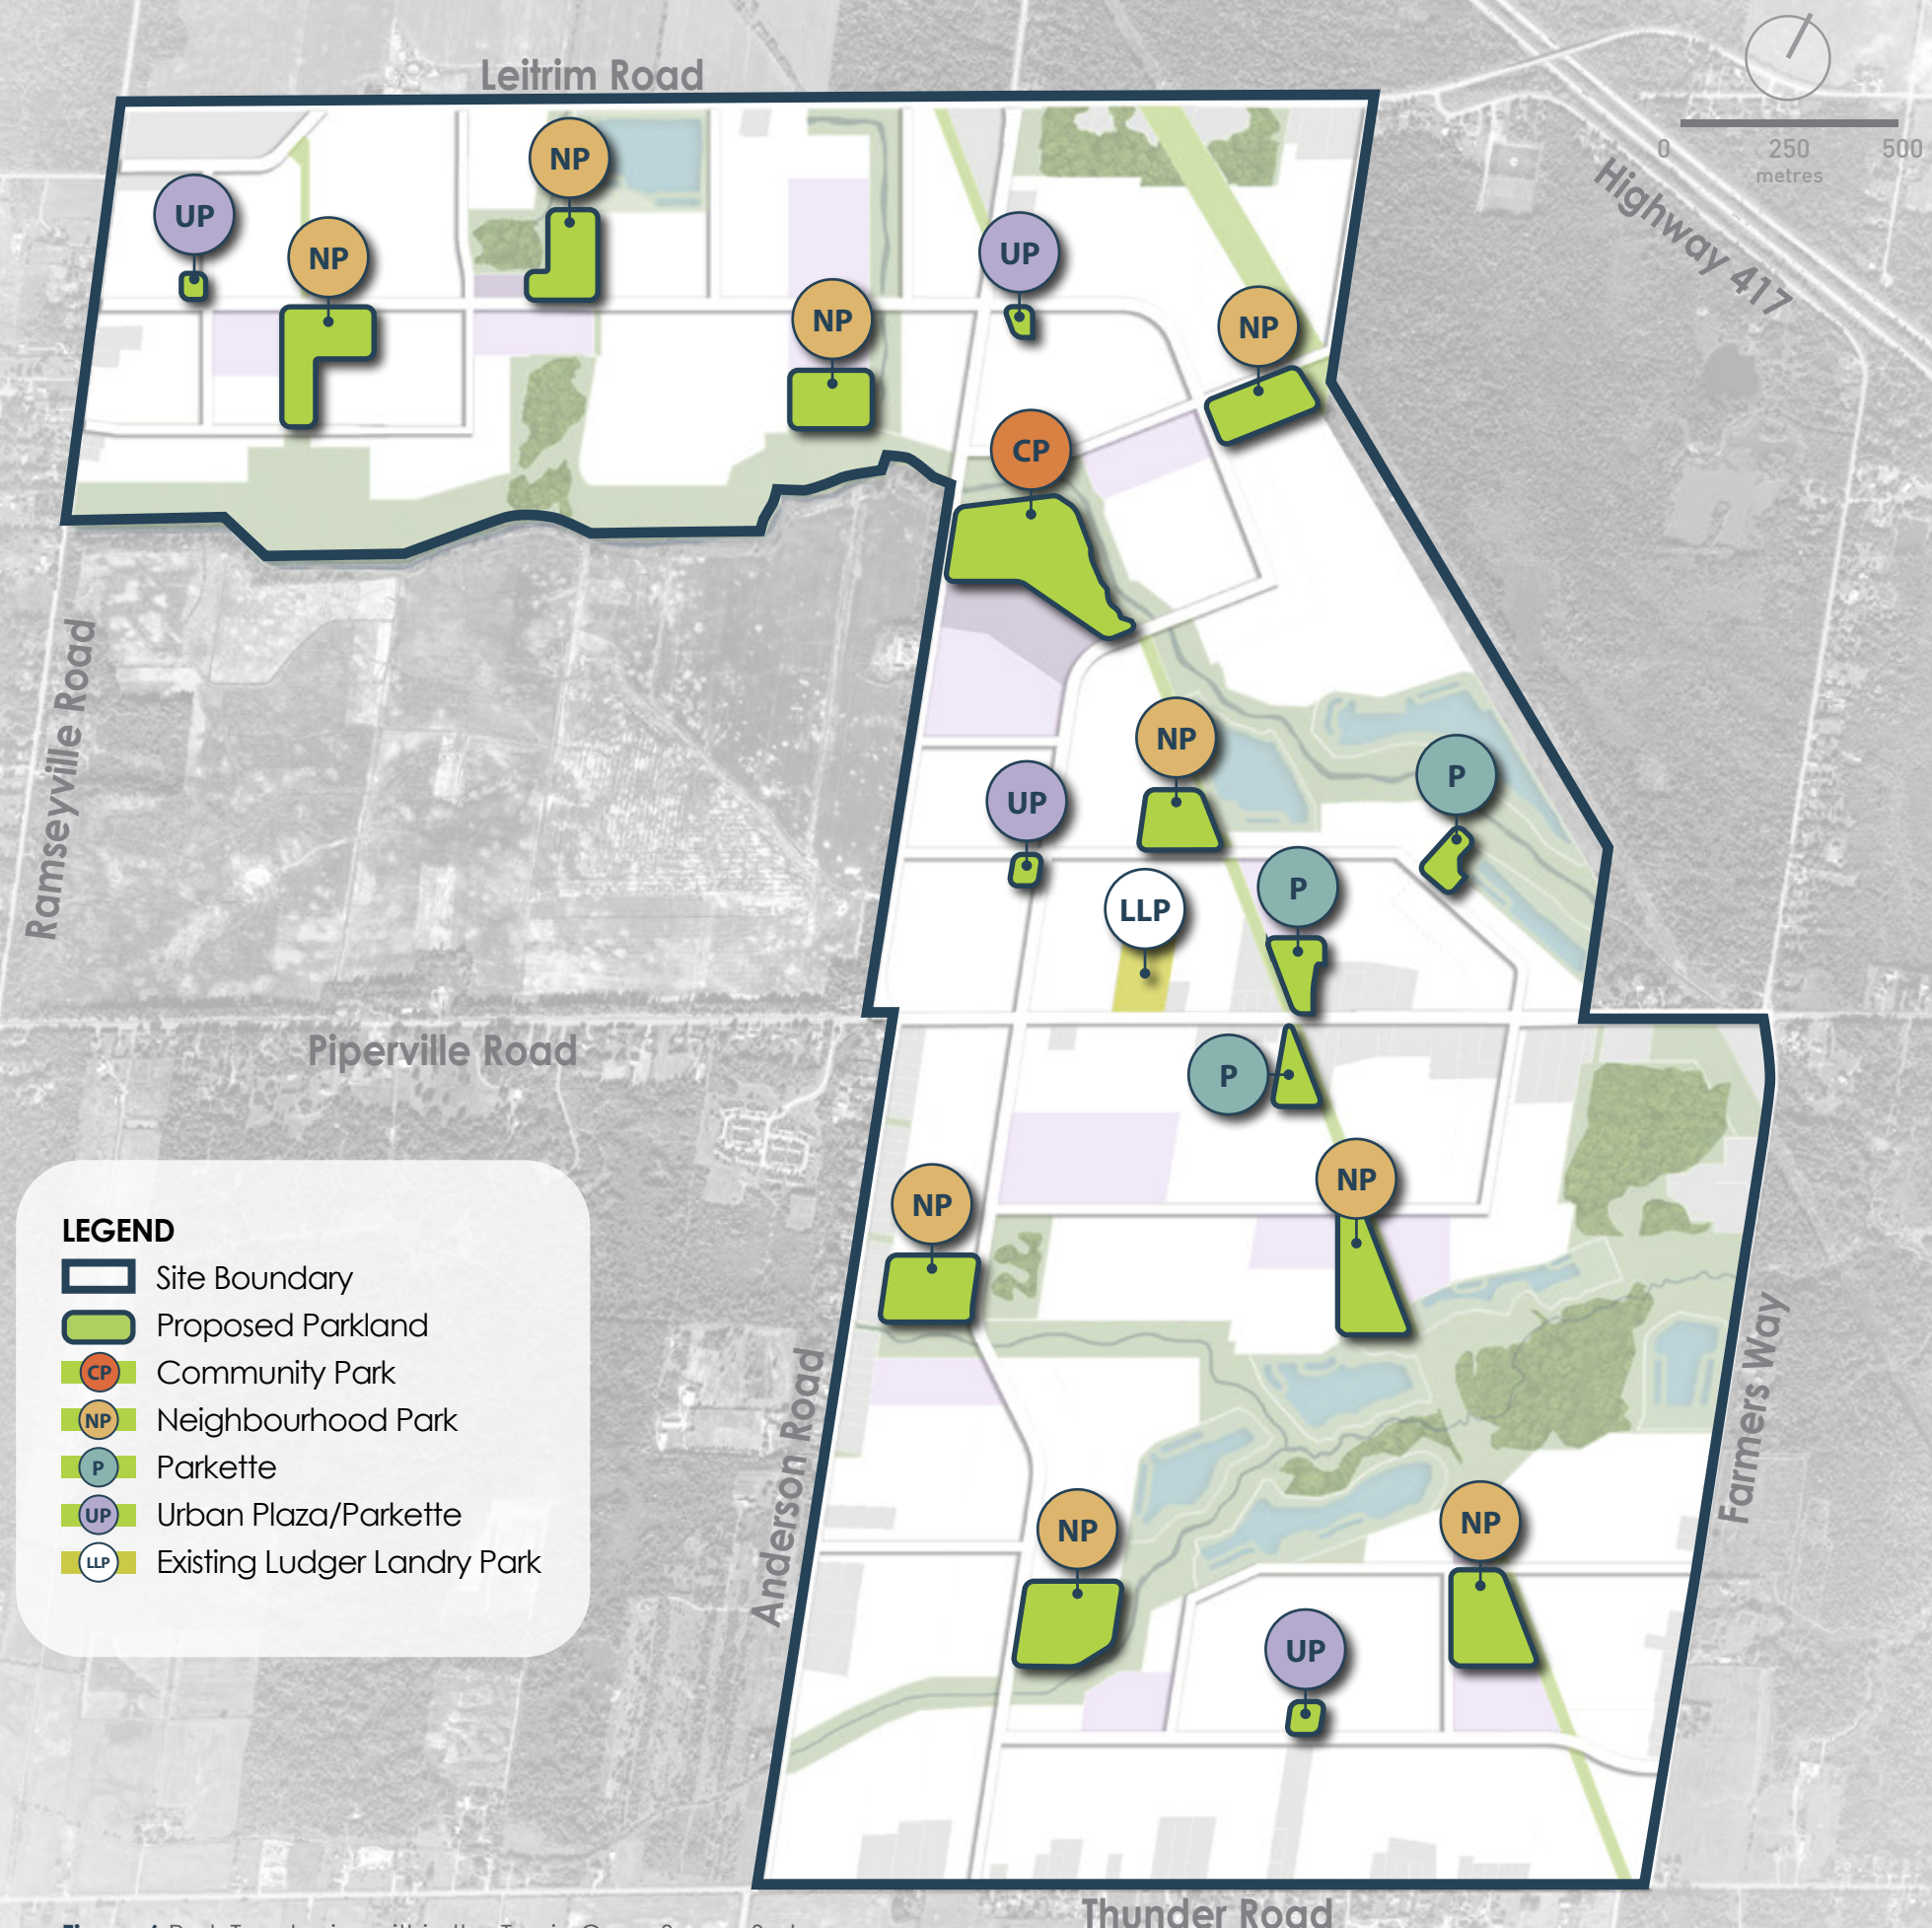 Leitrim Road
0 250 500
metres
Highway 417
NP
UP
NP
UP
NP
NP
CP
Ramseyville Road
NP
P
UP
P
LLP
Piperville Road
P
NP
NP
LEGEND
Site Boundary
Proposed Parkland
CP Community Park
NP Neighbourhood Park
P Parkette
UP Urban Plaza/Parkette
LLP Existing Ludger Landry Park
Anderson Road
Farmers Way
NP
NP
UP
Thunder Road